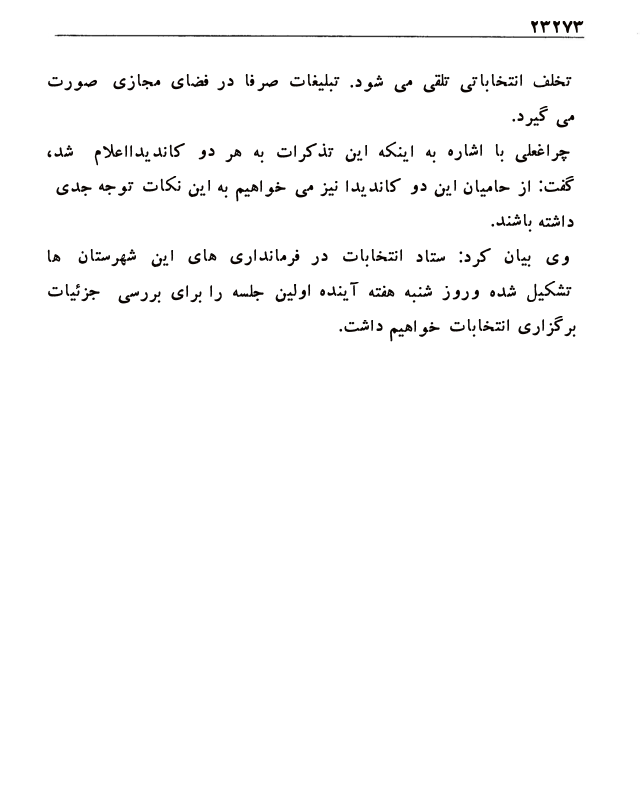 ۲۳۲۷۳
تخلف انتخاباتی تلقی می شود. تبلیغات صرفا در فضای مجازی صورت
می گیرد.
چراغعلی با اشاره به اینکه این تذکرات به هر دو کاندیدااعلام شد،
گفت: از حامیان این دو کاندیدا نیز می خواهیم به این نکات توجه جدی
داشته باشند.
وی بیان کرد: ستاد انتخابات در فرمانداری های این شهرستان ها
تشکیل شده وروز شنبه هفته آینده اولین جلسه را برای بررسی جزئیات
برگزاری انتخابات خواهیم داشت.